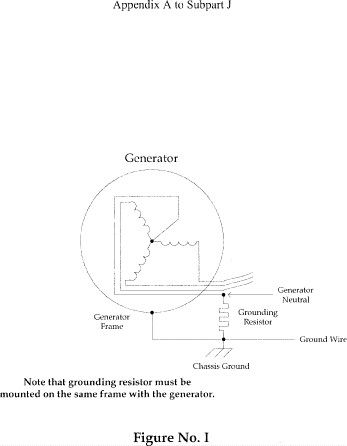 Appendix A to Subpart J
Generator
Generator
Neutral
Generator
Frame
Grounding
Resistor
Ground Wire
Chassis Ground
Note that grounding resistor must be
mounted on the same frame with the generator.
Figure No. I